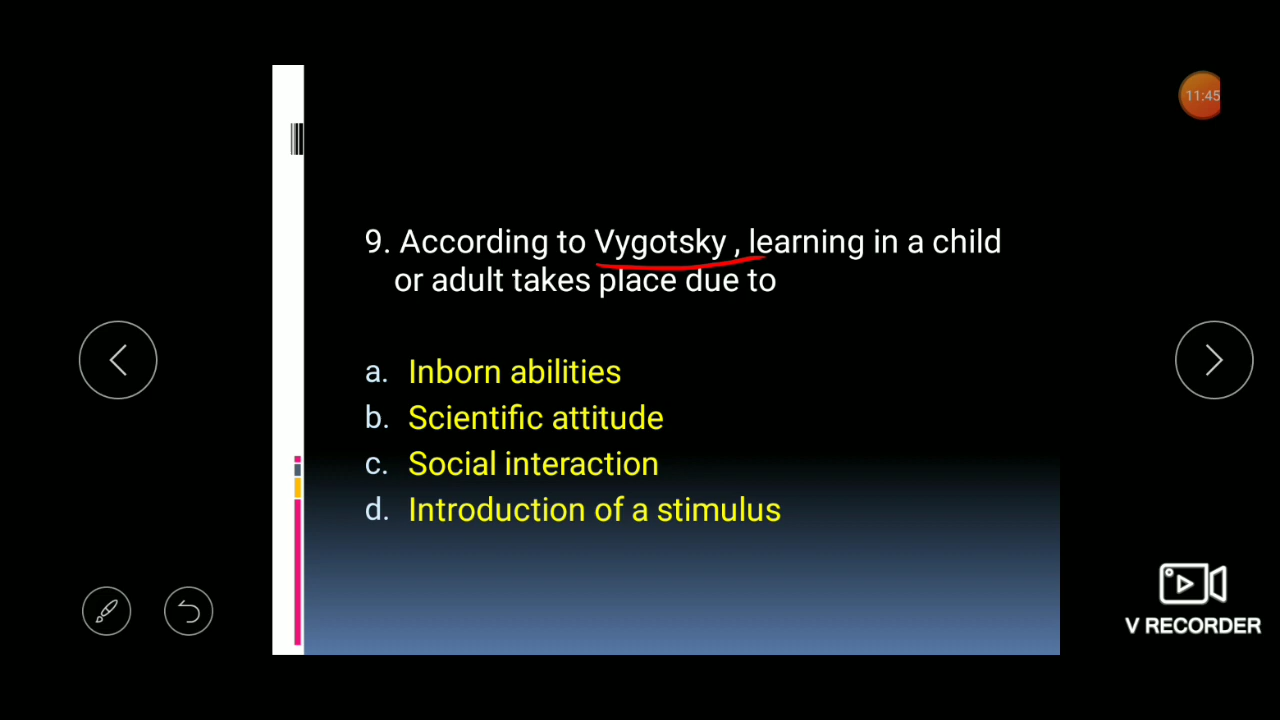 11:45
9. According to Vygotsky , learning in a child
or adult takes place due to
a. Inborn abilities
b. Scientific attitude
c. Social interaction
d. Introduction of a stimulus
V RECORDER